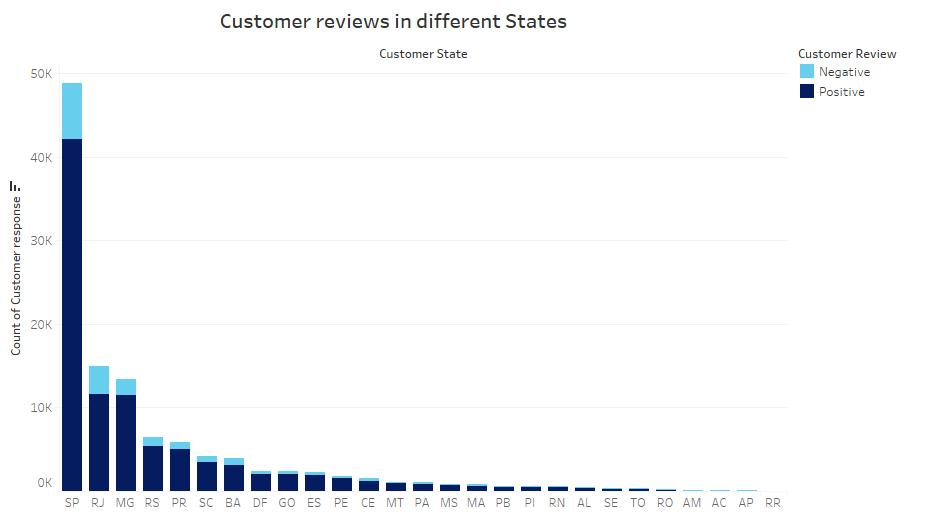 Customer reviews in different States
Customer State
Customer Review
Negative
Positive
Count of Customer response
50K
40K
30K
20K
10K
0K
SP RJ MG RS PR SC BA DF GO ES PE CE MT PA MS MA PB PI RN AL SE TO RO AM AC AP RR